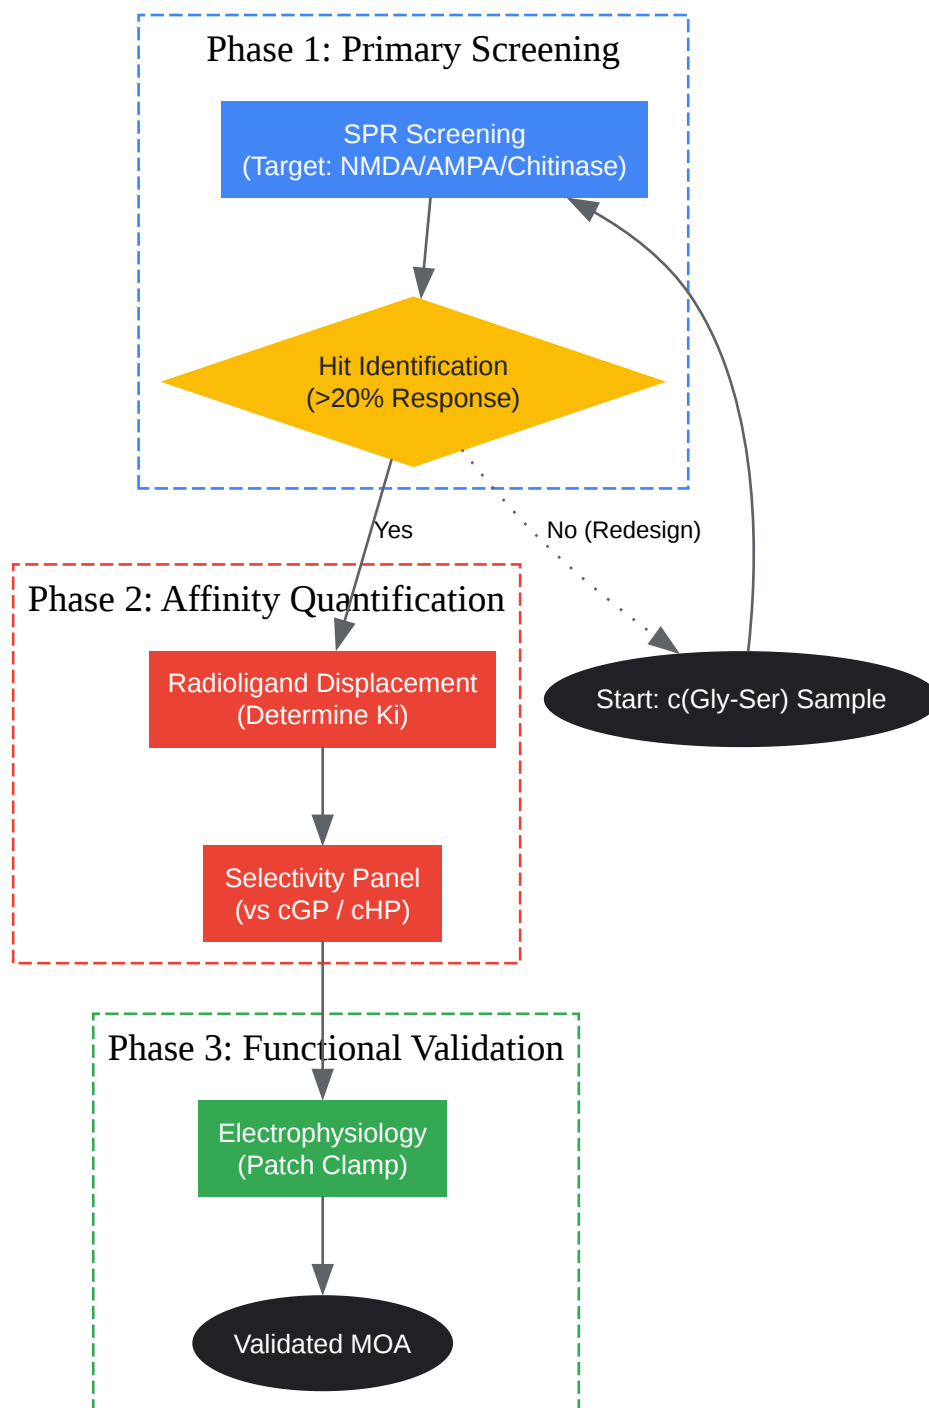 Phase 1: Primary Screening
SPR Screening
(Target: NMDA/AMPA/Chitinase)
Hit Identification
(>20% Response)
Yes
No (Redesign)
Phase 2: Affinity Quantification
Radioligand Displacement
(Determine Ki)
Start: c(Gly-Ser) Sample
Selectivity Panel
(vs cGP / cHP)
Phase 3: Functional Validation
Electrophysiology
(Patch Clamp)
Validated MOA